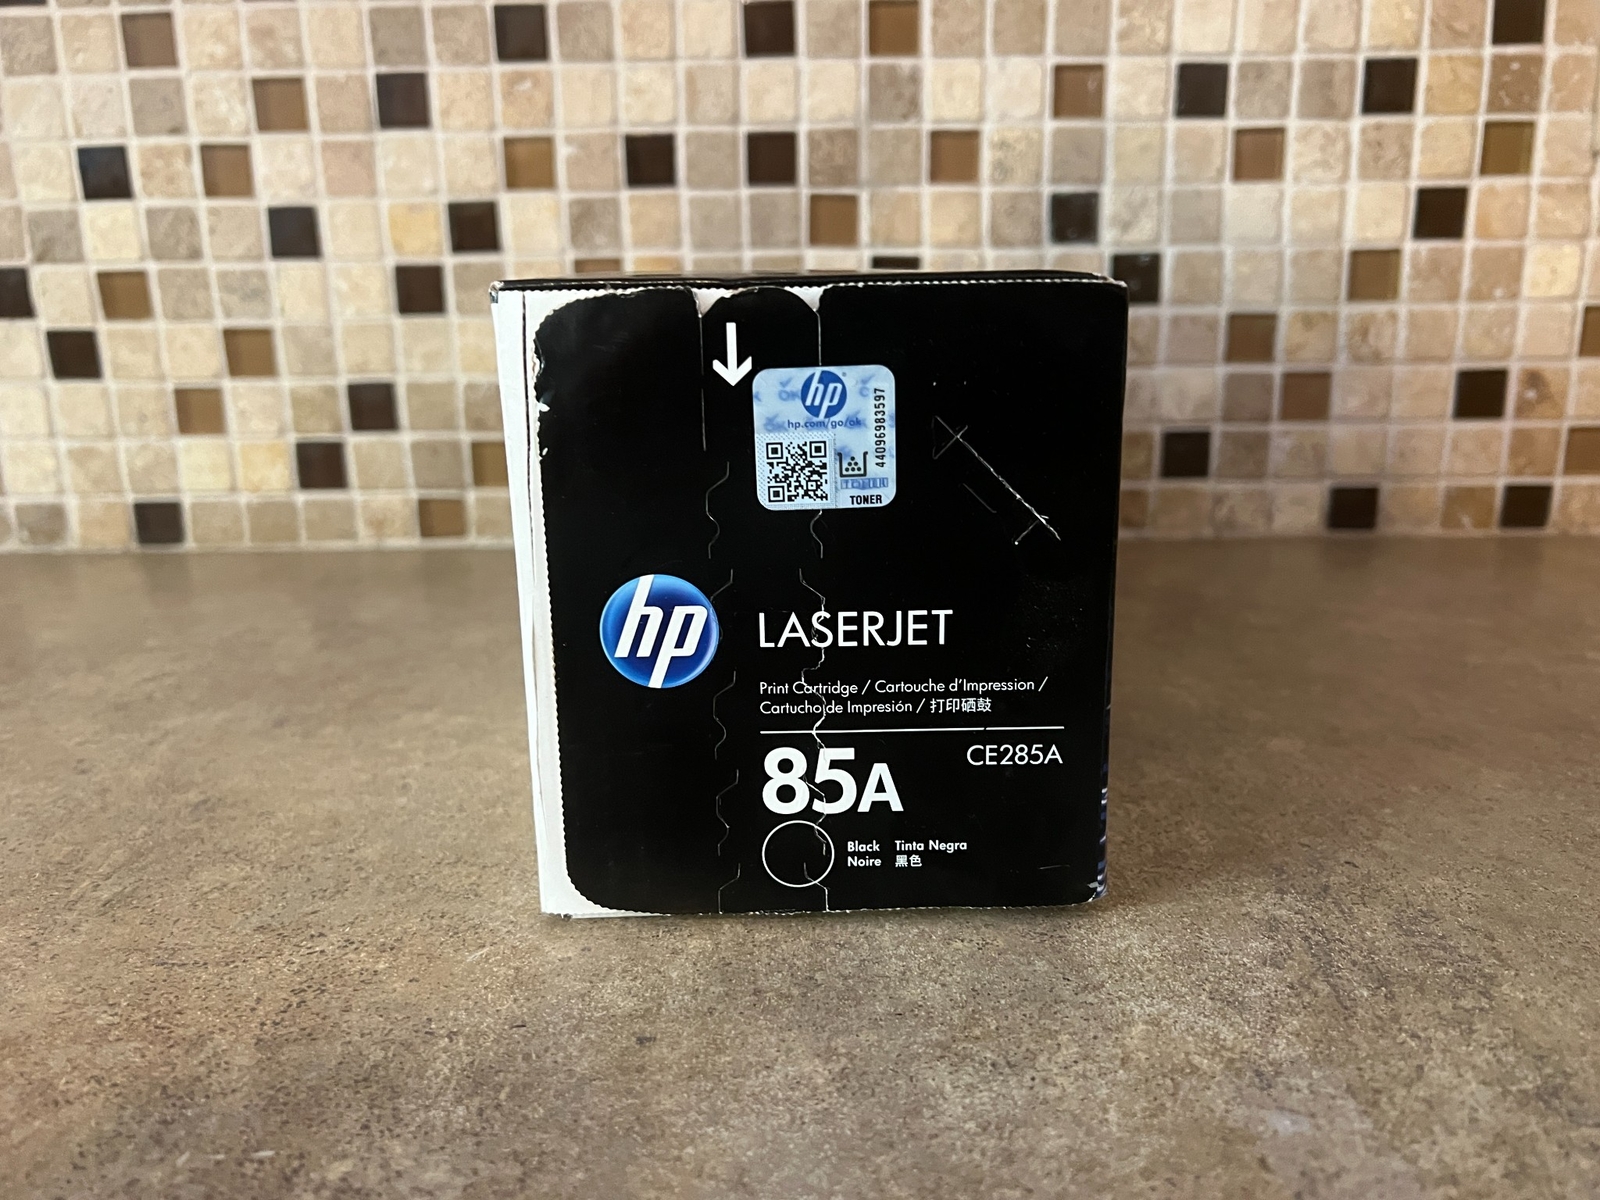 hp
hp.com/go/ok
44096983597
TONER
hp
LASERJET
Print Cartridge / Cartouche d'Impression /
Cartucho de Impresión / 打印硒鼓
85A
CE285A
Black Tinta Negra
Noire 黑色